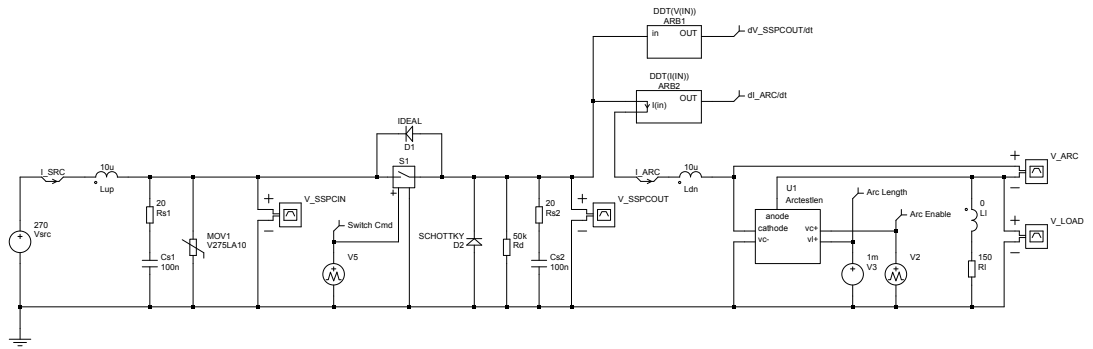 DDT(V(IN))
ARB1
in OUT
dV_SSPCOUT/dt
DDT(I(IN))
ARB2
OUT
I(in)
dI_ARC/dt
IDEAL
D1
S1
+
I_SRC
10u
Lup
270
Vsrc
+
20
Rs1
Cs1
100n
MOV1
V275LA10
+
−
V_SSPCIN
Switch Cmd
V5
SCHOTTKY
D2
50k
Rd
20
Rs2
Cs2
100n
+
−
V_SSPCOUT
I_ARC
10u
Ldn
U1
Arctestlen
anode
cathode vc+
vc- vl+
Arc Length
Arc Enable
1m
V3
+
V2
0
LI
150
RI
+
−
V_ARC
+
−
V_LOAD